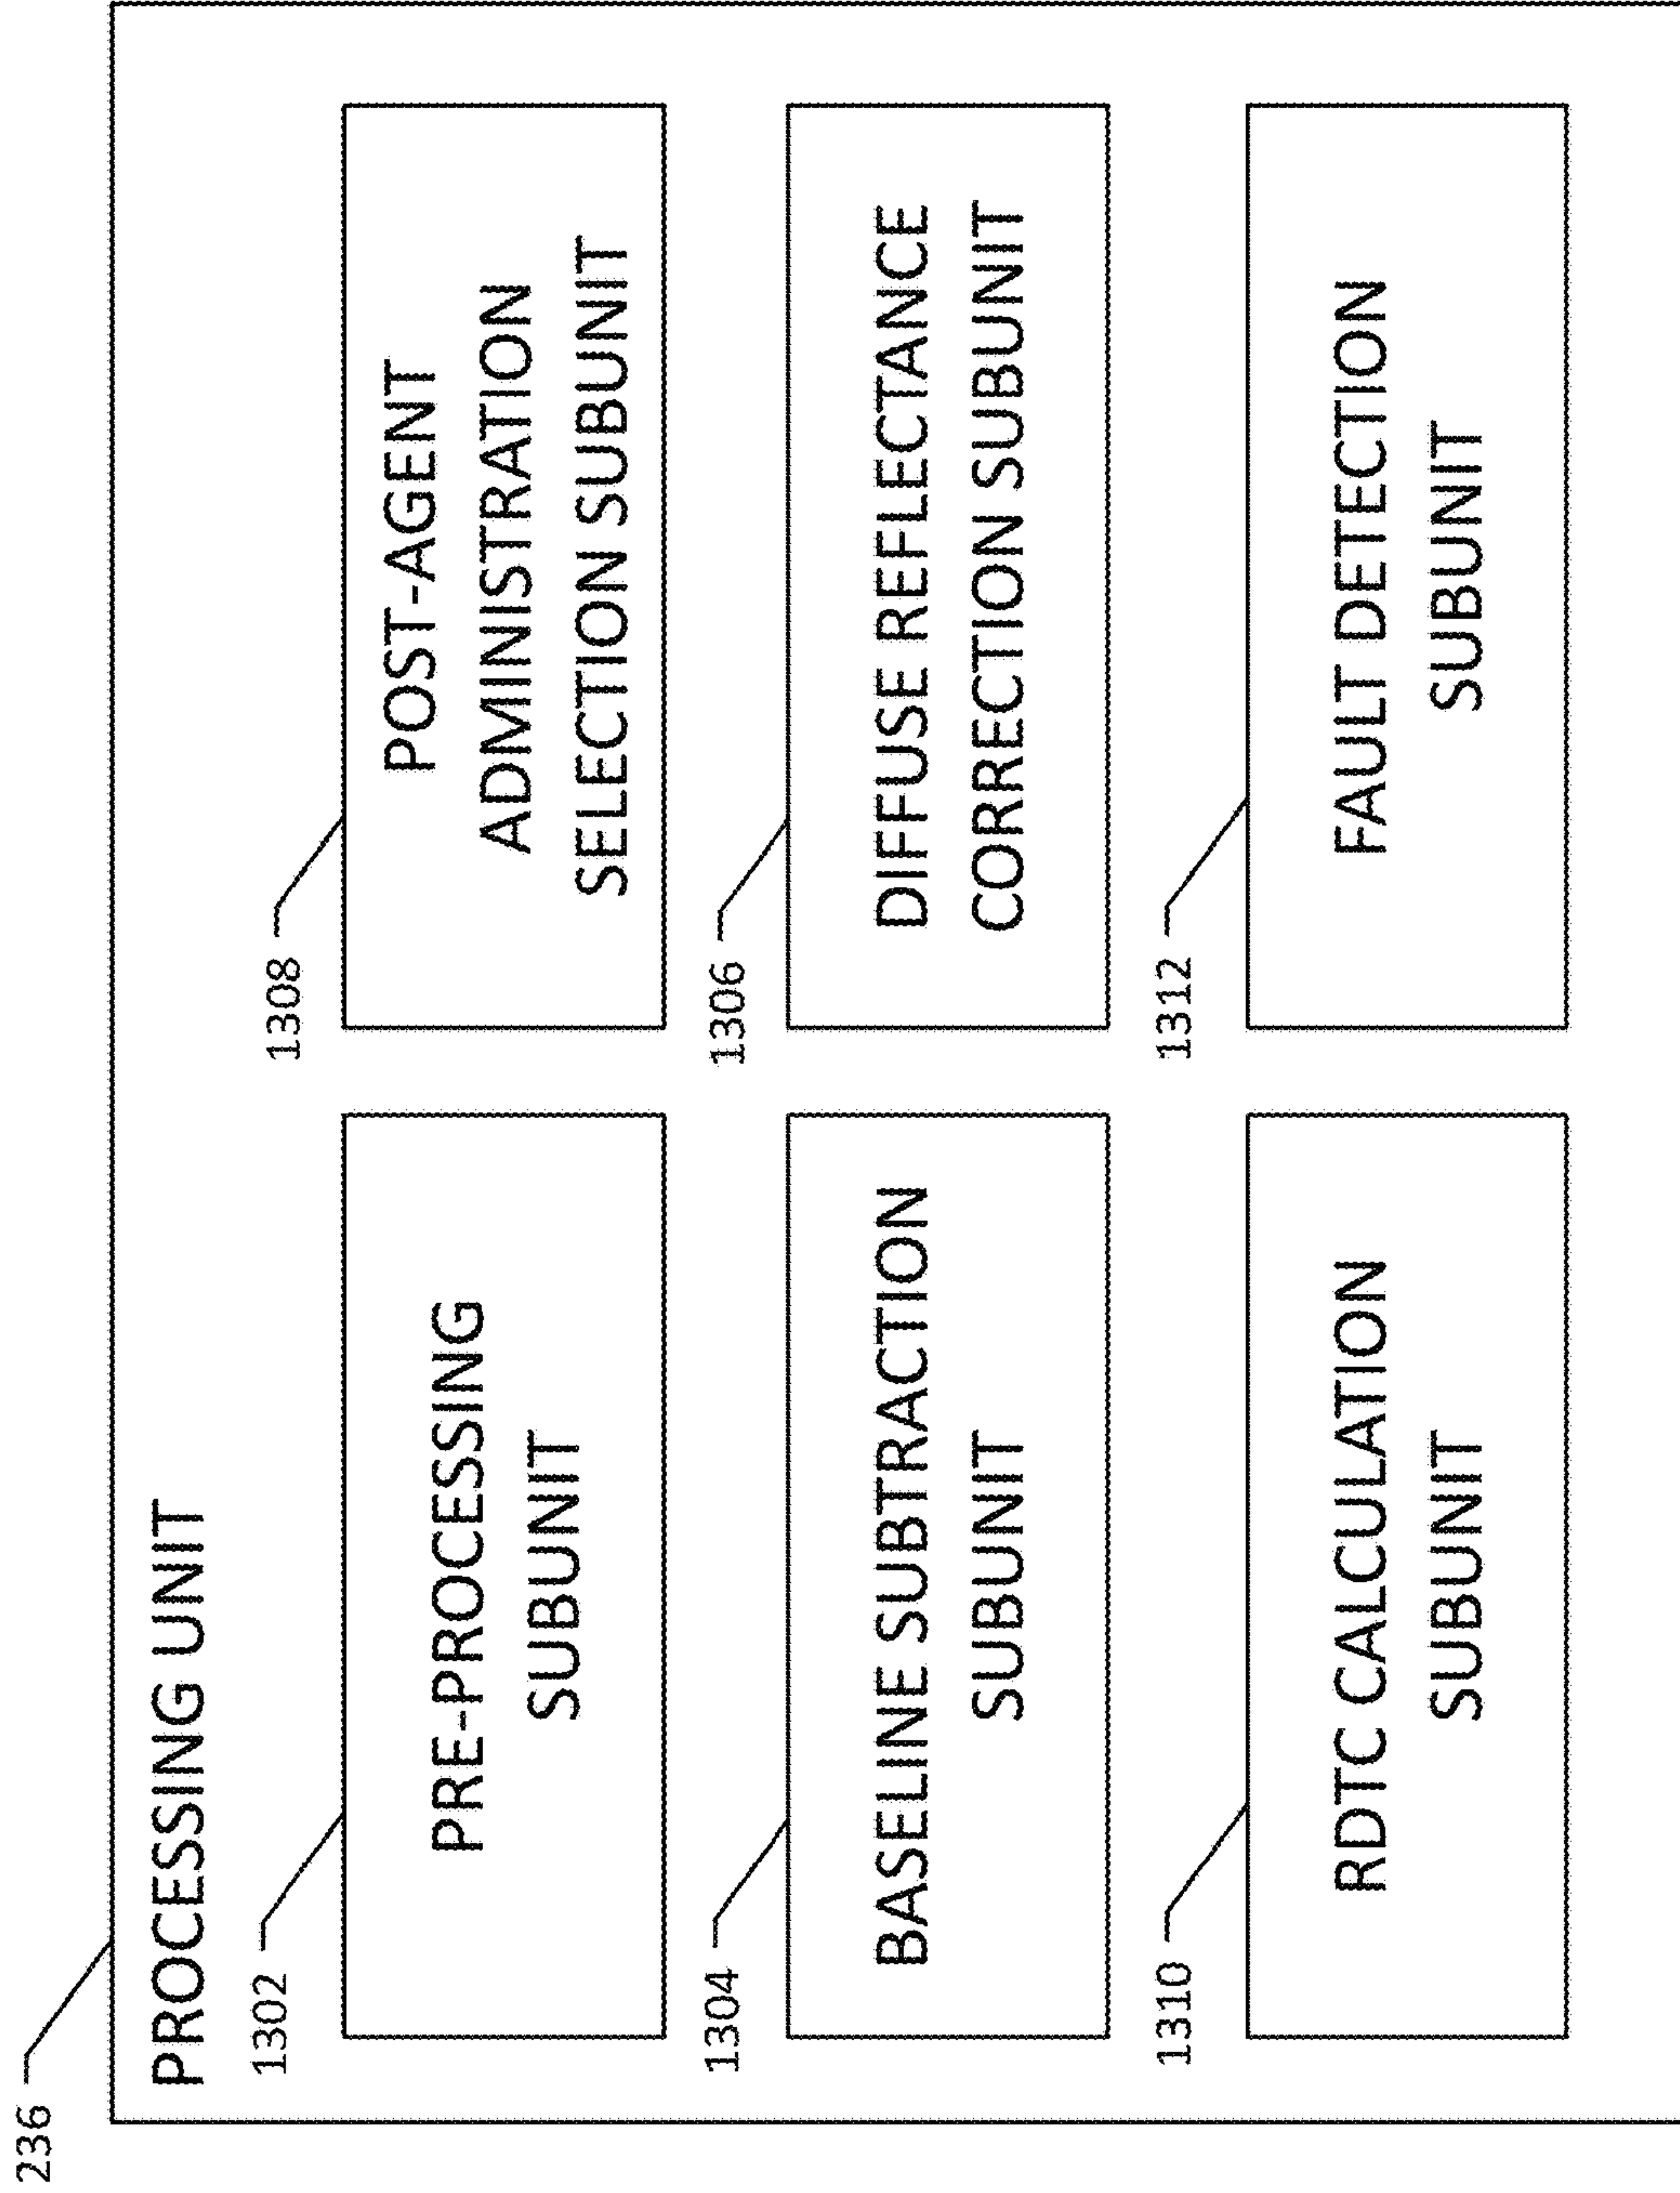 236
PROCESSING UNIT
1302
PRE-PROCESSING
SUBUNIT
1308
POST-AGENT
ADMINISTRATION
SELECTION SUBUNIT
1304
BASELINE SUBTRACTION
SUBUNIT
1306
DIFFUSE REFLECTANCE
CORRECTION SUBUNIT
1310
RDTC CALCULATION
SUBUNIT
1312
FAULT DETECTION
SUBUNIT